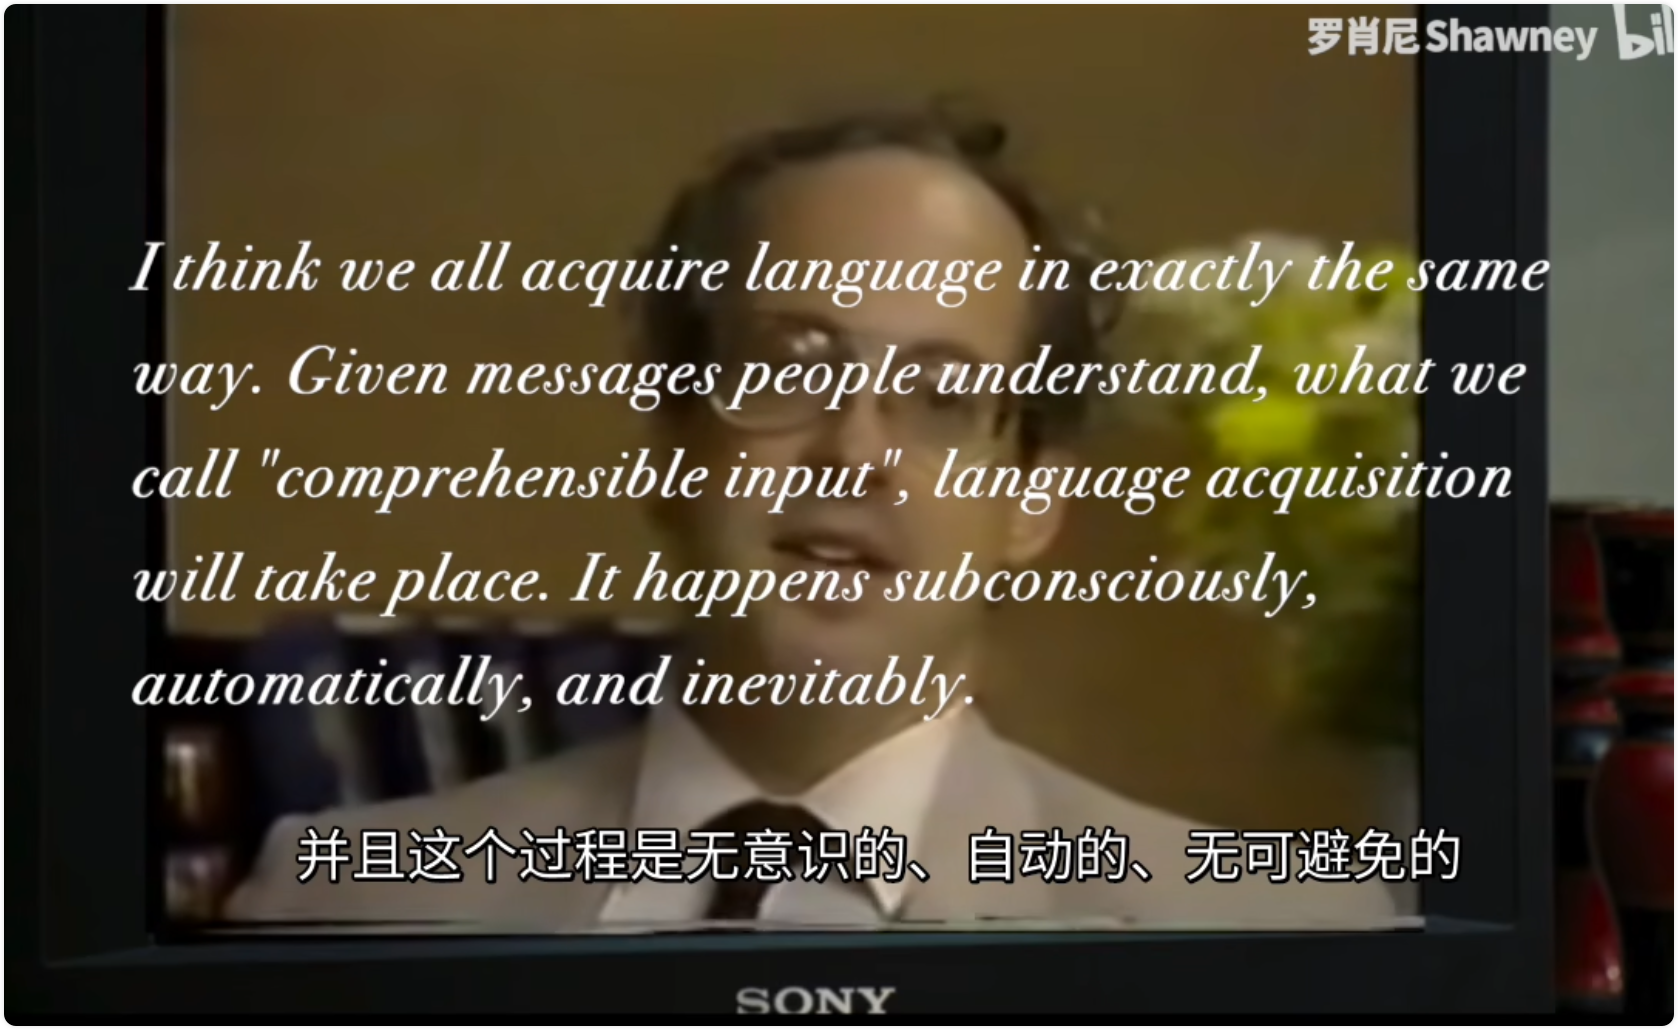 罗肖尼Shawney bil
I think we all acquire language in exactly the same
way. Given messages people understand, what we
call "comprehensible input", language acquisition
will take place. It happens subconsciously,
automatically, and inevitably.
并且这个过程是无意识的、自动的、无可避免的
SONY